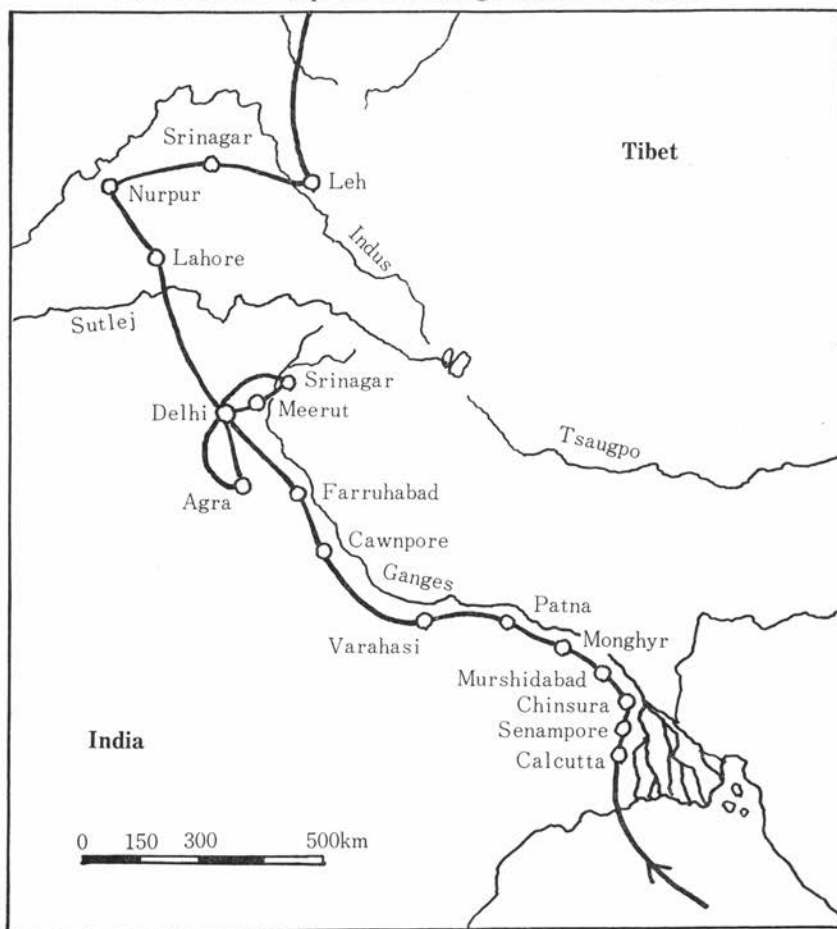 Srinagar
Tibet
Leh
Nurpur
Indus
Lahore
Sutlej
Srinagar
Delhi
Meerut
Tsaugpo
Agra
Farruhabad
Cawnpore
Ganges
Patna
Varahasi
Monghyr
Murshidabad
Chinsura
Senampore
India
Calcutta
0 150 300 500km